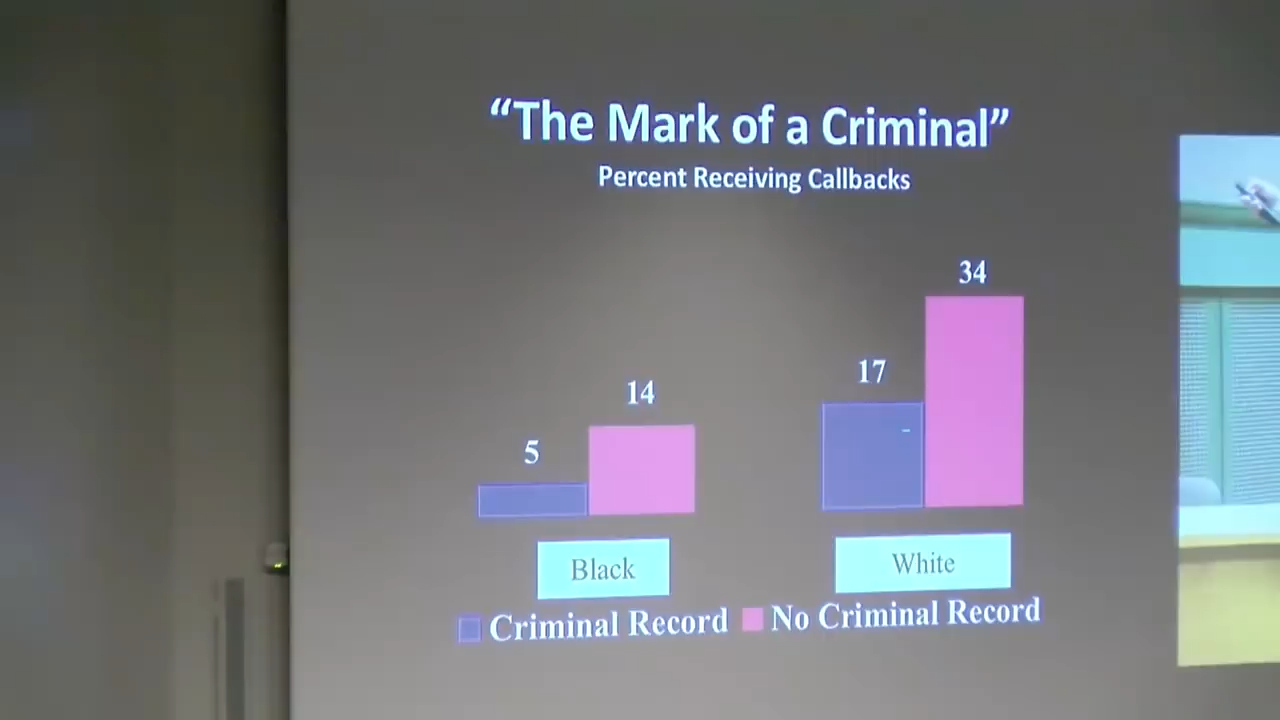 “The Mark of a Criminal”
Percent Receiving Callbacks
34
17
14
5
Black
White
Criminal Record
No Criminal Record